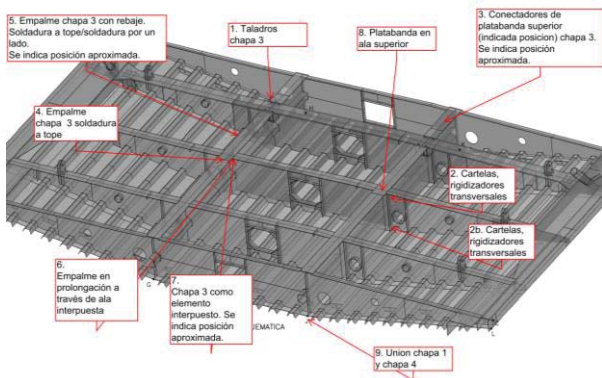 5. Empalme chapa 3 con rebaje.
Soldadura a tope/soldadura por un
lado.
Se indica posición aproximada.
1. Taladros
chapa 3
8. Platabanda en
ala superior
3. Conectadores de
platabanda superior
(indicada posicion) chapa 3.
Se indica posición
aproximada.
4. Empalme
chapa 3 soldadura
a tope
2. Cartelas,
rigidizadores
transversales
2b. Cartelas,
rigidizadores
transversales
6.
Empalme en
prolongación a
través de ala
interpuesta
7.
Chapa 3 como
elemento
interpuesto. Se
indica posición
aproximada.
G
UEMATICA
L
9. Union chapa 1
y chapa 4